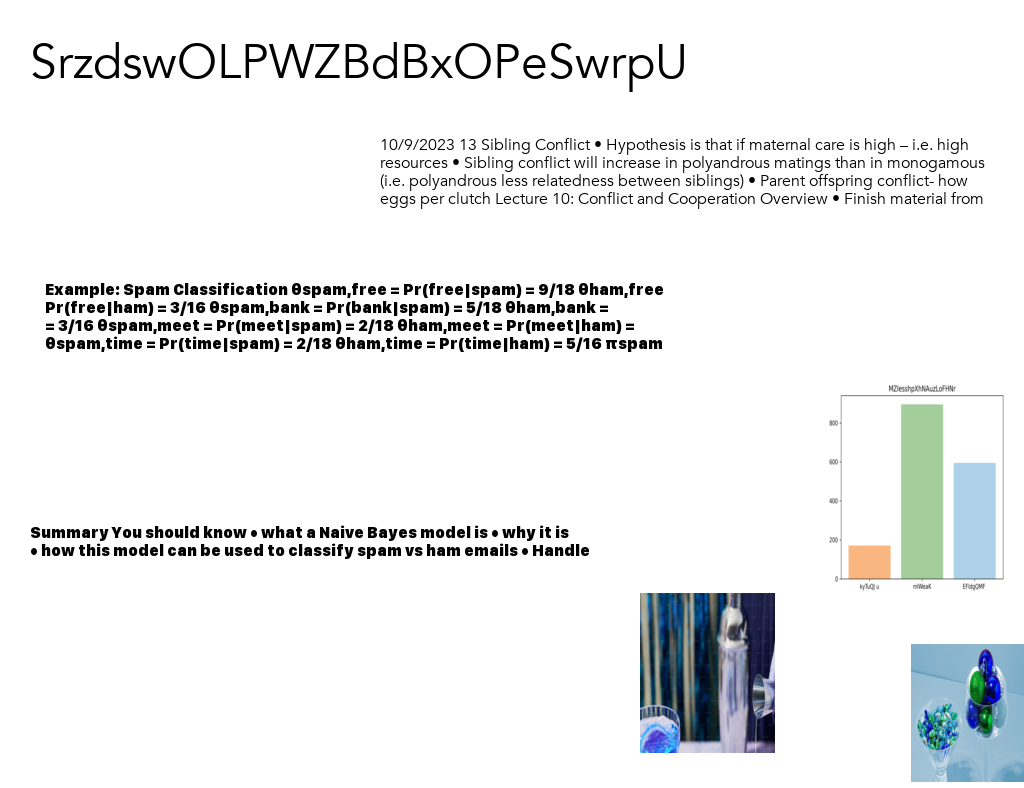 SrzdswOLPWZBdBxOPeSwrpU
10/9/2023 13 Sibling Conflict • Hypothesis is that if maternal care is high – i.e. high
resources • Sibling conflict will increase in polyandrous matings than in monogamous
(i.e. polyandrous less relatedness between siblings) • Parent offspring conflict- how
eggs per clutch Lecture 10: Conflict and Cooperation Overview • Finish material from
Example: Spam Classification θspam,free = Pr(free|spam) = 9/18 θham,free
Pr(free|ham) = 3/16 θspam,bank = Pr(bank|spam) = 5/18 θham,bank =
= 3/16 θspam,meet = Pr(meet|spam) = 2/18 θham,meet = Pr(meet|ham) =
θspam,time = Pr(time|spam) = 2/18 θham,time = Pr(time|ham) = 5/16 πspam
MZlesshpXhNAuzLoFHNr
800
600
400
200
0
kyTuQJ u
mWeaK
EFldgQMF
Summary You should know • what a Naive Bayes model is • why it is
• how this model can be used to classify spam vs ham emails • Handle